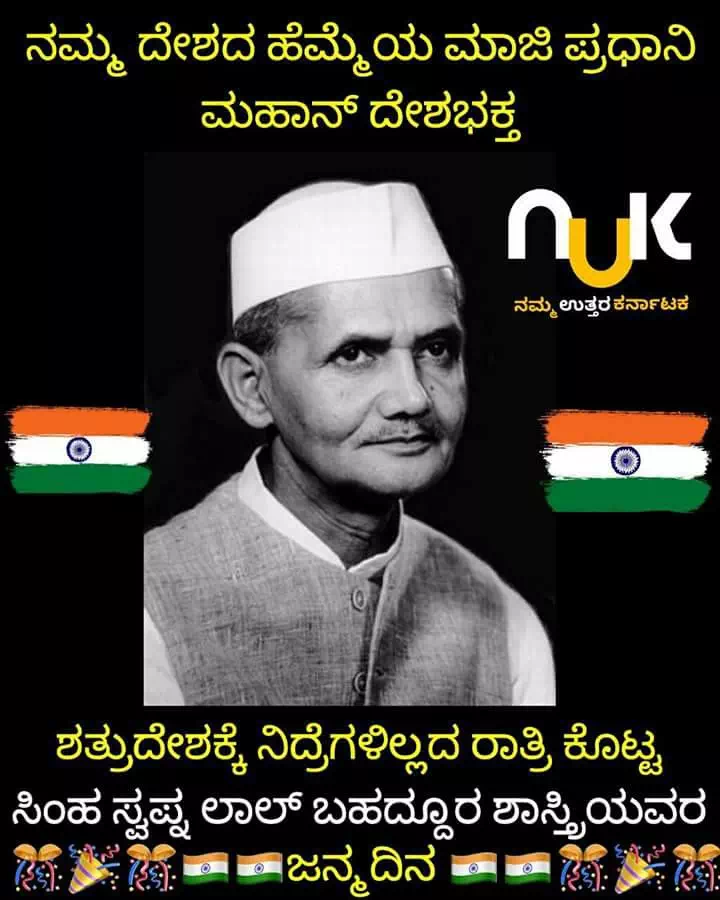 ನಮ್ಮ ದೇಶದ ಹೆಮ್ಮೆಯ ಮಾಜಿ ಪ್ರಧಾನಿ
ಮಹಾನ್ ದೇಶಭಕ್ತ
nuk
ನಮ್ಮ ಉತ್ತರ ಕರ್ನಾಟಕ
ಶತ್ರುದೇಶಕ್ಕೆ ನಿದ್ರೆಗಳಿಲ್ಲದ ರಾತ್ರಿ ಕೊಟ್ಟ
ಸಿಂಹ ಸ್ವಪ್ನ ಲಾಲ್ ಬಹದ್ದೂರ ಶಾಸ್ತ್ರಿಯವರ
ಜನ್ಮ ದಿನ